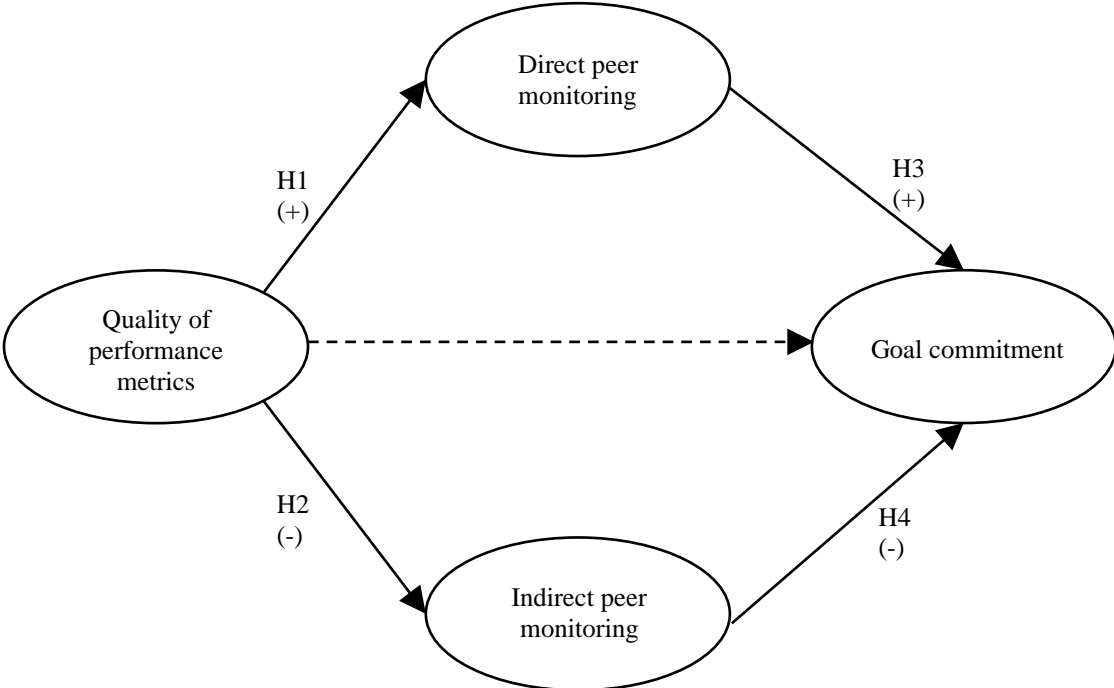 Direct peer
monitoring
H1
(+)
H3
(+)
Quality of
performance
metrics
Goal commitment
H2
(-)
H4
(-)
Indirect peer
monitoring